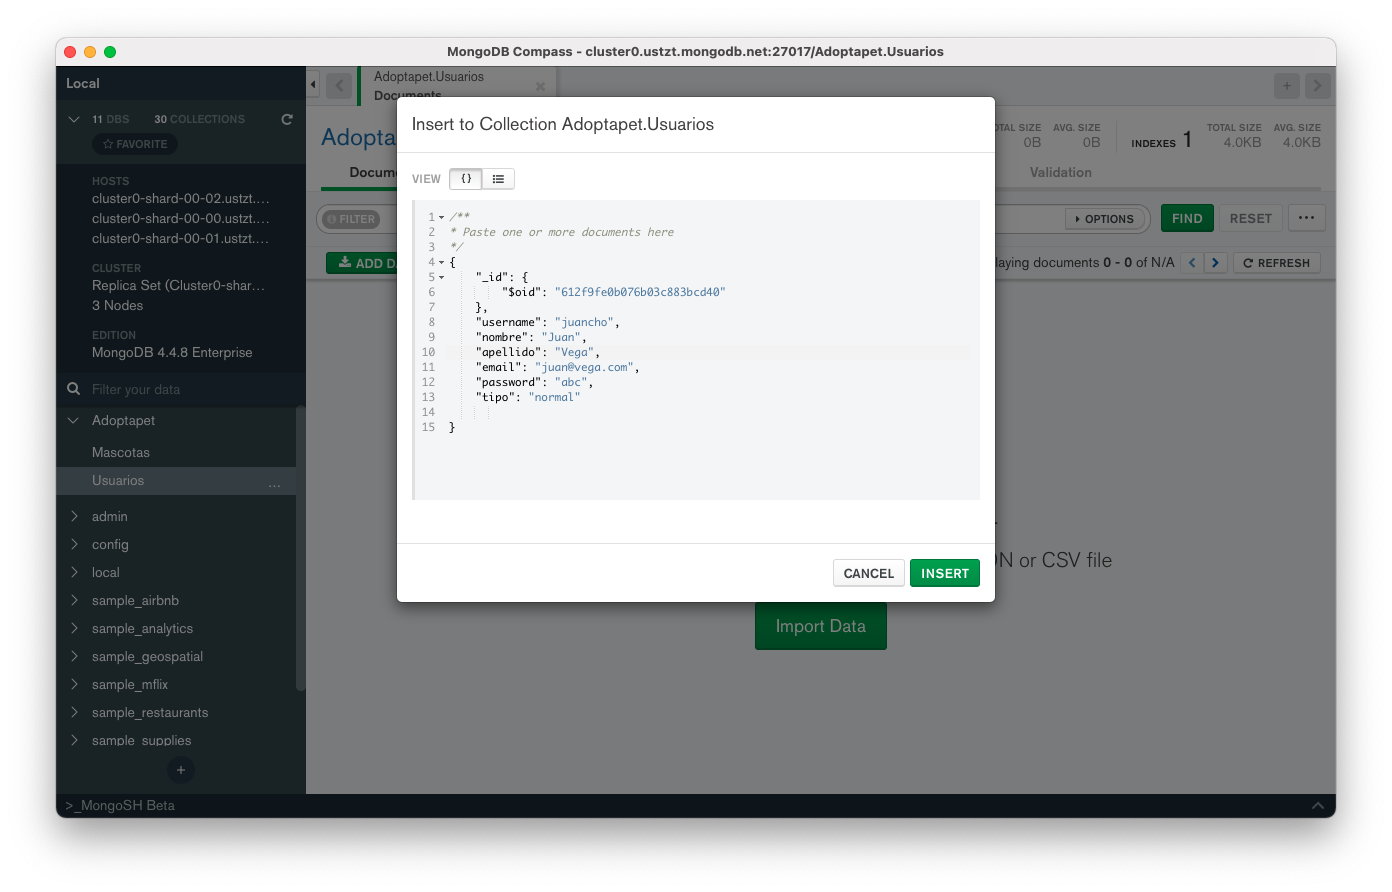 MongoDB Compass - cluster0.ustzt.mongodb.net:27017/Adoptapet.Usuarios
Local
11 DBS 30 COLLECTIONS
FAVORITE
HOSTS
cluster0-shard-00-02.ustzt....
cluster0-shard-00-00.ustzt....
cluster0-shard-00-01.ustzt....
CLUSTER
Replica Set (Cluster0-shar...
3 Nodes
EDITION
MongoDB 4.4.8 Enterprise
Filter your data
Adoptapet
Mascotas
Usuarios ...
admin
config
local
sample_airbnb
sample_analytics
sample_geospatial
sample_mflix
sample_restaurants
sample_supplies
+
>_MongoSH Beta
Adoptapet.Usuarios
Documents
Adopta
OTAL SIZE AVG. SIZE
0B 0B
INDEXES 1
TOTAL SIZE AVG. SIZE
4.0KB 4.0KB
Docum
Validation
FILTER
OPTIONS
FIND
RESET
...
ADD D
laying documents 0 - 0 of N/A
REFRESH
N or CSV file
Import Data
Insert to Collection Adoptapet.Usuarios
VIEW {}
1 /**
2 * Paste one or more documents here
3 */
4 {
5 "_id": {
6 "$oid": "612f9fe0b076b03c883bcd40"
7 },
8 "username": "juancho",
9 "nombre": "Juan",
10 "apellido": "Vega",
11 "email": "juan@vega.com",
12 "password": "abc",
13 "tipo": "normal"
14
15 }
CANCEL
INSERT